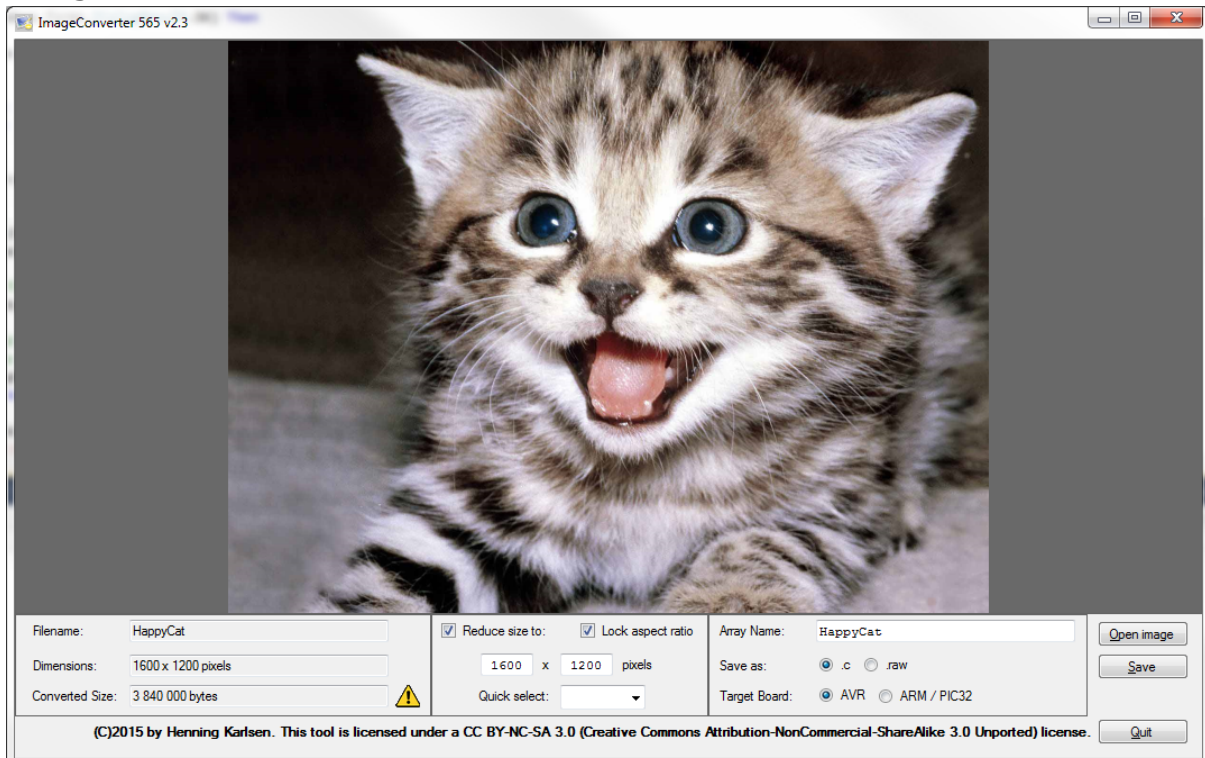 ImageConverter 565 v2.3
Filename: HappyCat
Dimensions: 1600 x 1200 pixels
Converted Size: 3 840 000 bytes
Reduce size to: Lock aspect ratio
1600 x 1200 pixels
Quick select:
Array Name: HappyCat
Save as: .c .raw
Target Board: AVR ARM / PIC32
Open image
Save
(C)2015 by Henning Karlsen. This tool is licensed under a CC BY-NC-SA 3.0 (Creative Commons Attribution-NonCommercial-ShareAlike 3.0 Unported) license.
Quit